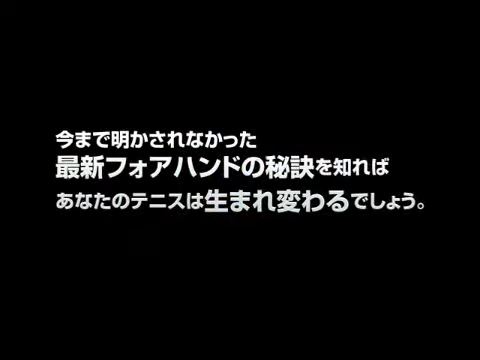 今まで明かされなかった
最新フォアハンドの秘訣を知れば
あなたのテニスは生まれ変わるでしょう。